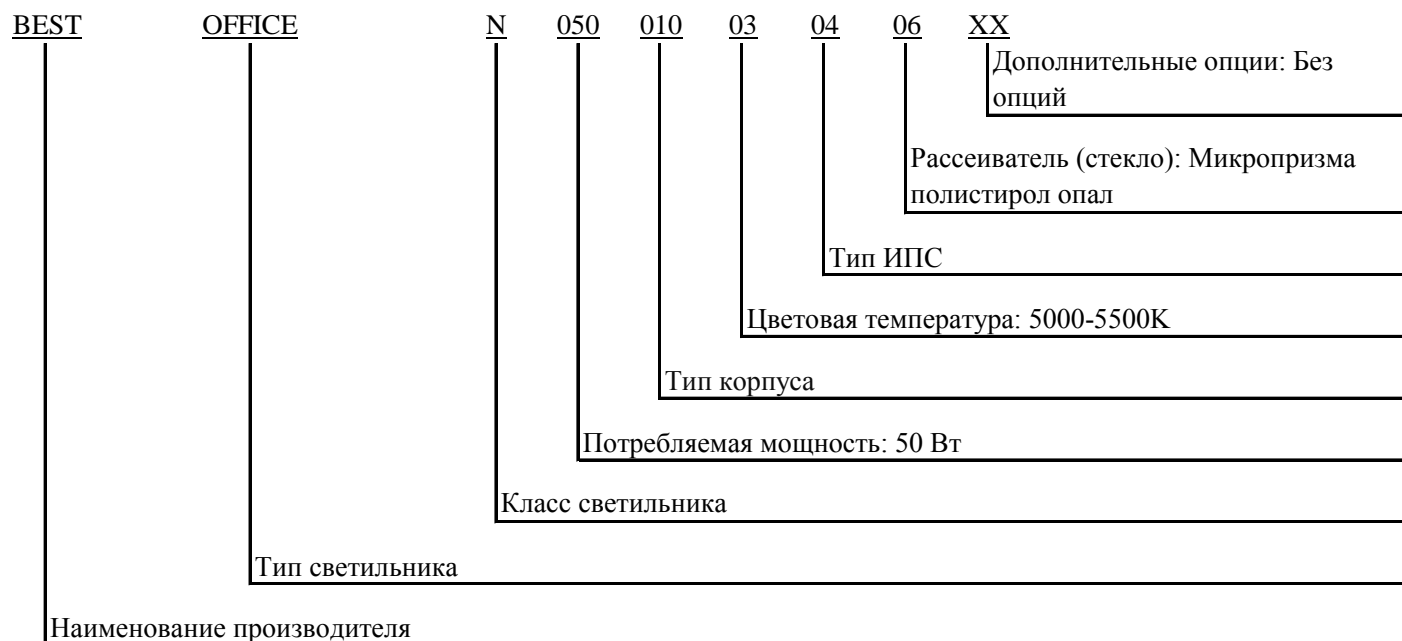 BEST OFFICE N 050 010 03 04 06 XX
Дополнительные опции: Без
опций
Рассеиватель (стекло): Микропризма
полистирол опал
Тип ИПС
Цветовая температура: 5000-5500K
Тип корпуса
Потребляемая мощность: 50 Вт
Класс светильника
Тип светильника
Наименование производителя